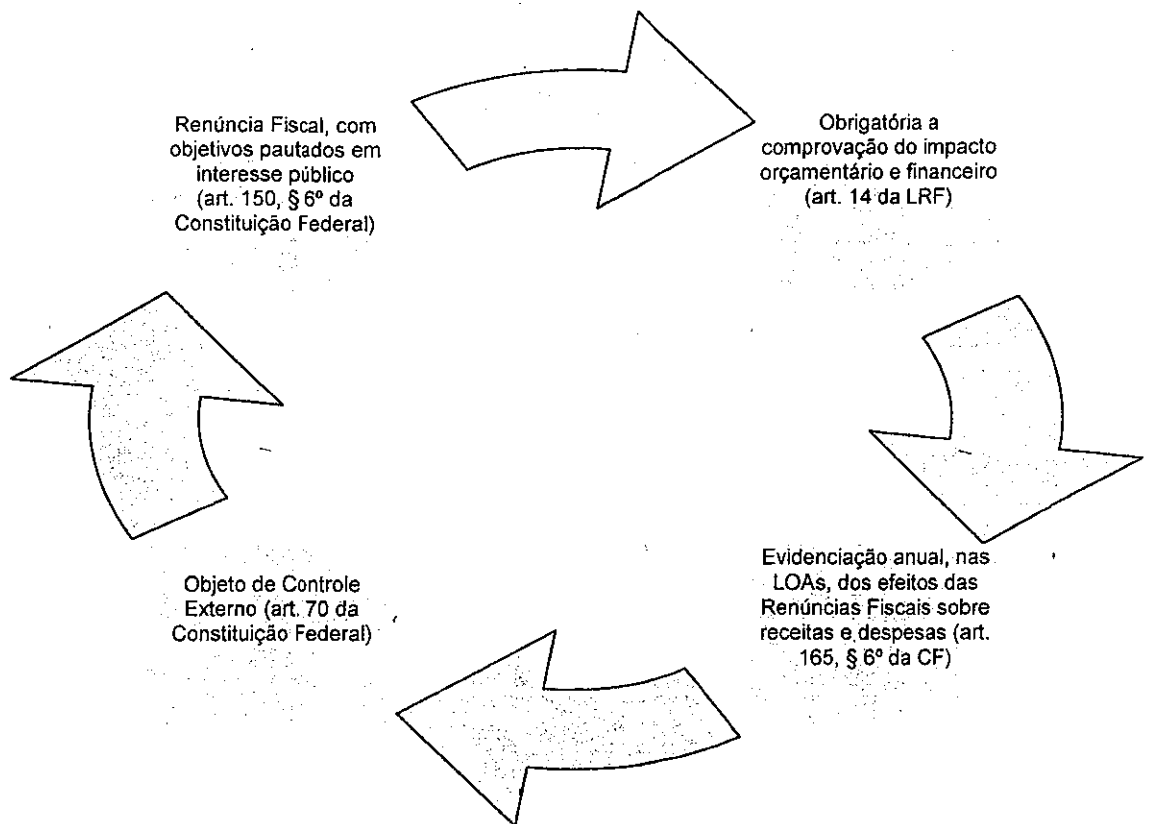 Renúncia Fiscal, com
objetivos pautados em
interesse público
(art. 150, § 6º da
Constituição Federal)
Obrigatória a
comprovação do impacto
orçamentário e financeiro
(art. 14 da LRF)
Evidenciação anual, nas
LOAs, dos efeitos das
Renúncias Fiscais sobre
receitas e despesas (art.
165, § 6º da CF)
Objeto de Controle
Externo (art. 70 da
Constituição Federal)